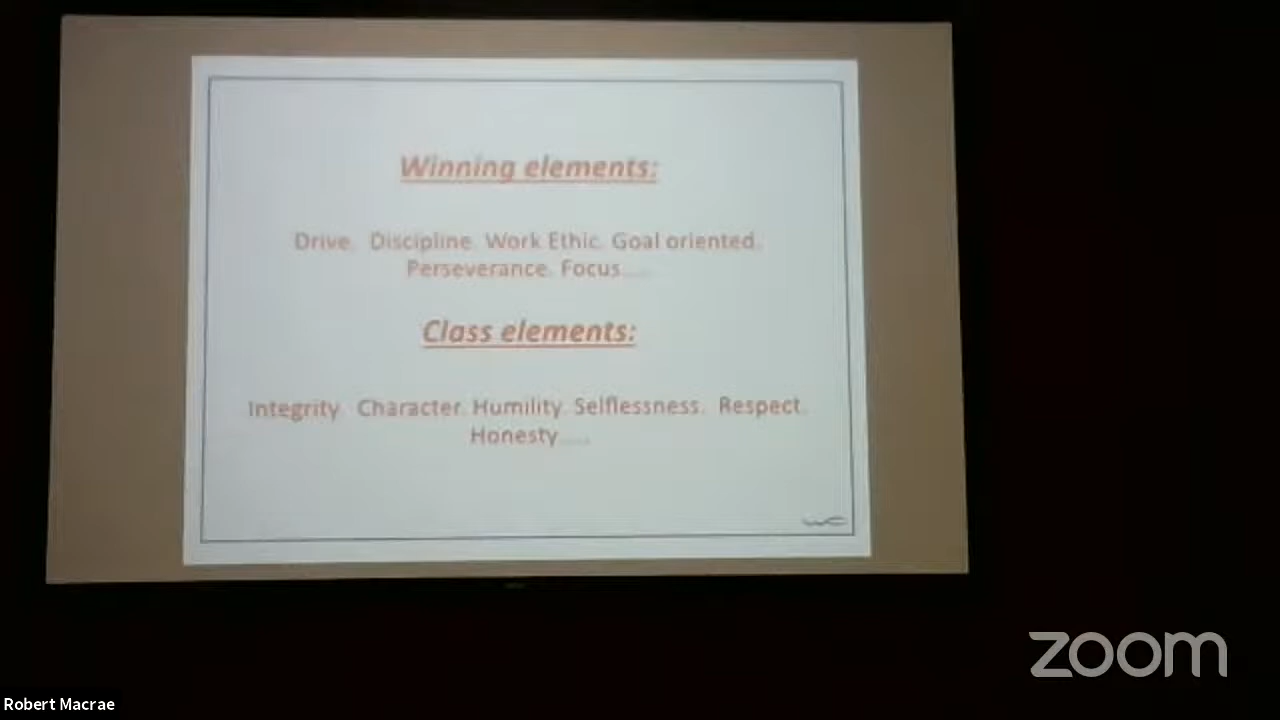 Winning elements:
Drive. Discipline. Work Ethic. Goal oriented.
Perseverance. Focus.....
Class elements:
Integrity Character. Humility. Selflessness. Respect.
Honesty.....
WC
zoom
Robert Macrae